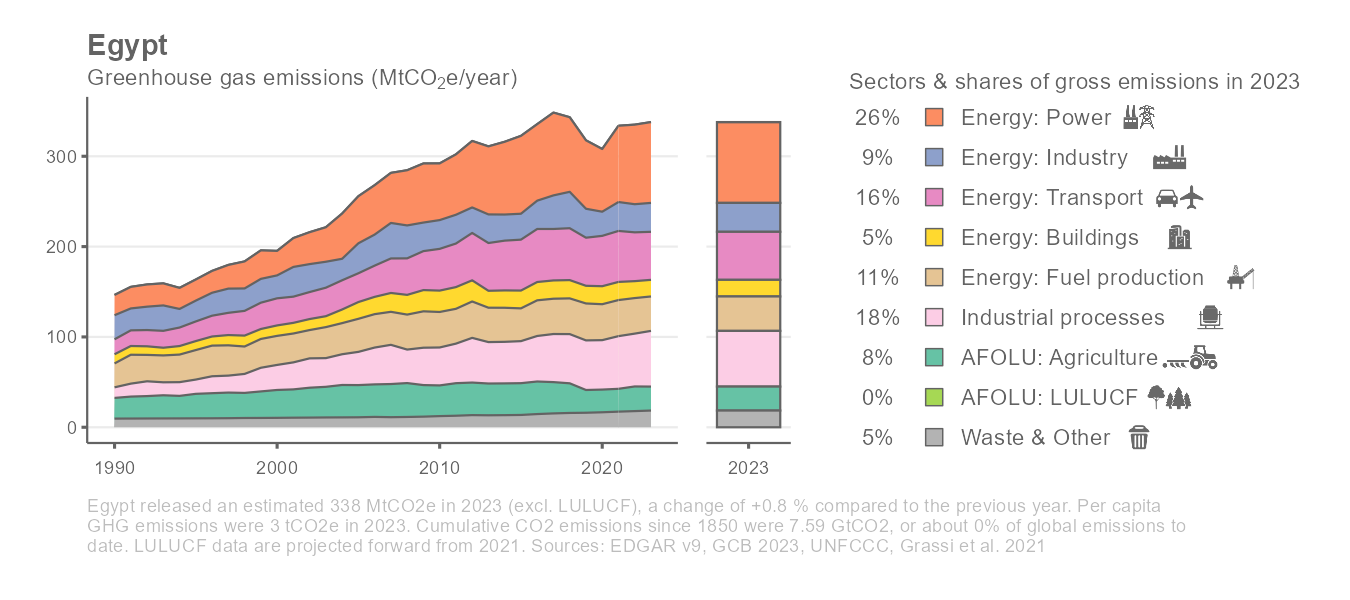 Egypt
Greenhouse gas emissions (MtCO₂e/year)
300
200
100
0
1990
2000
2010
2020
2023
Sectors & shares of gross emissions in 2023
26% Energy: Power
9% Energy: Industry
16% Energy: Transport
5% Energy: Buildings
11% Energy: Fuel production
18% Industrial processes
8% AFOLU: Agriculture
0% AFOLU: LULUCF
5% Waste & Other
Egypt released an estimated 338 MtCO2e in 2023 (excl. LULUCF), a change of +0.8 % compared to the previous year. Per capita
GHG emissions were 3 tCO2e in 2023. Cumulative CO2 emissions since 1850 were 7.59 GtCO2, or about 0% of global emissions to
date. LULUCF data are projected forward from 2021. Sources: EDGAR v9, GCB 2023, UNFCCC, Grassi et al. 2021